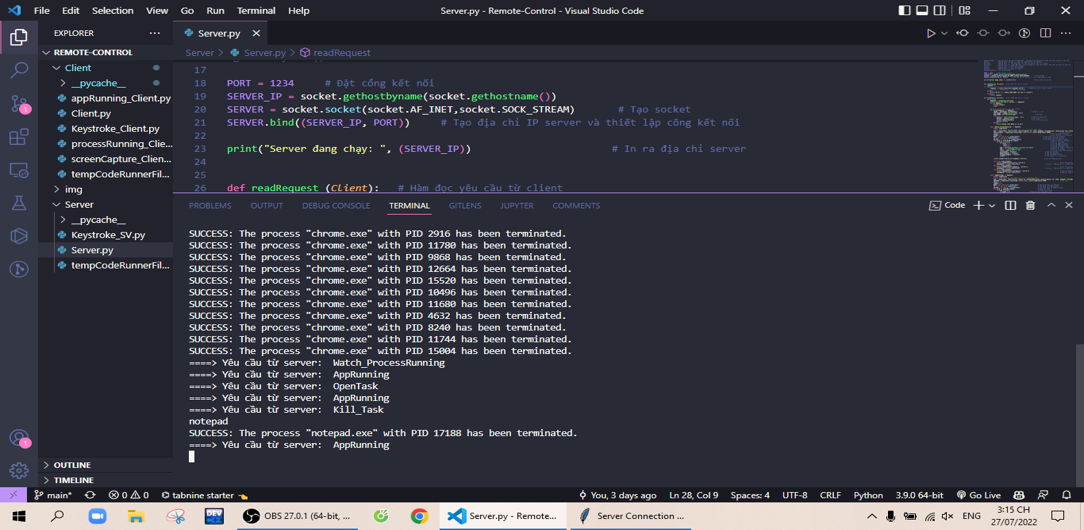 File Edit Selection View Go Run Terminal Help
Server.py - Remote-Control - Visual Studio Code
EXPLORER
REMOTE-CONTROL
Client
__pycache__
appRunning_Client.py
Client.py
Keystroke_Client.py
processRunning_Clie...
screenCapture_Clien...
tempCodeRunnerFil...
img
Server
__pycache__
Keystroke_SV.py
Server.py
tempCodeRunnerFil...
OUTLINE
TIMELINE
Server.py
Server > Server.py > readRequest
17
18 PORT = 1234 # Đặt cổng kết nối
19 SERVER_IP = socket.gethostbyname(socket.gethostname())
20 SERVER = socket.socket(socket.AF_INET,socket.SOCK_STREAM) # Tạo socket
21 SERVER.bind((SERVER_IP, PORT)) # Tạo địa chỉ IP server và thiết lập cổng kết nối
22
23 print("Server đang chạy: ", (SERVER_IP)) # In ra địa chỉ server
24
25
26 def readRequest (Client): # Hàm đọc yêu cầu từ client
PROBLEMS OUTPUT DEBUG CONSOLE TERMINAL GITLENS JUPYTER COMMENTS
Code
SUCCESS: The process "chrome.exe" with PID 2916 has been terminated.
SUCCESS: The process "chrome.exe" with PID 11780 has been terminated.
SUCCESS: The process "chrome.exe" with PID 9868 has been terminated.
SUCCESS: The process "chrome.exe" with PID 12664 has been terminated.
SUCCESS: The process "chrome.exe" with PID 15520 has been terminated.
SUCCESS: The process "chrome.exe" with PID 10496 has been terminated.
SUCCESS: The process "chrome.exe" with PID 11680 has been terminated.
SUCCESS: The process "chrome.exe" with PID 4632 has been terminated.
SUCCESS: The process "chrome.exe" with PID 8240 has been terminated.
SUCCESS: The process "chrome.exe" with PID 11744 has been terminated.
SUCCESS: The process "chrome.exe" with PID 15004 has been terminated.
====> Yêu cầu từ server: Watch_ProcessRunning
====> Yêu cầu từ server: AppRunning
====> Yêu cầu từ server: OpenTask
====> Yêu cầu từ server: AppRunning
====> Yêu cầu từ server: Kill_Task
notepad
SUCCESS: The process "notepad.exe" with PID 17188 has been terminated.
====> Yêu cầu từ server: AppRunning
1
1
main* 0 0 tabnine starter You, 3 days ago Ln 28, Col 9 Spaces: 4 UTF-8 CRLF Python 3.9.0 64-bit Go Live
DEV
OBS 27.0.1 (64-bit, ...
Server.py - Remote...
Server Connection ...
ENG
3:15 CH
27/07/2022